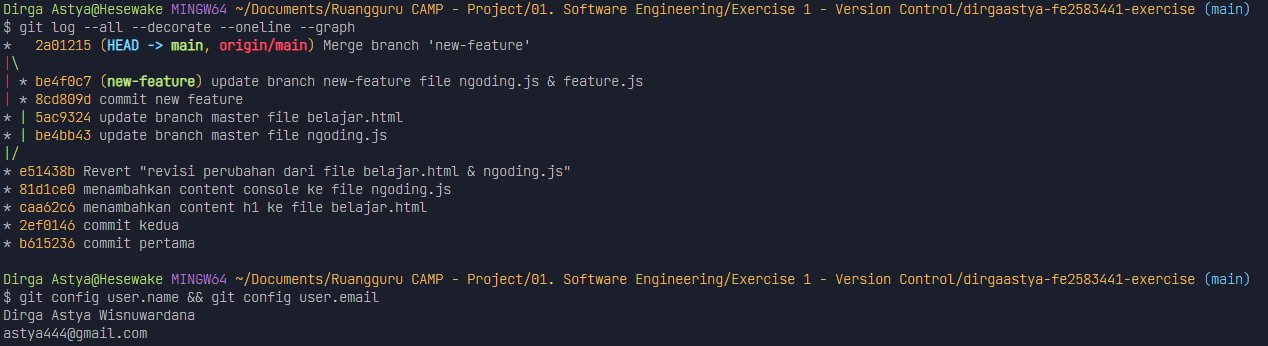 Dirga Astya@Hesewake MINGW64 ~/Documents/Ruangguru CAMP - Project/01. Software Engineering/Exercise 1 - Version Control/dirgaastya-fe2583441-exercise (main)
$ git log --all --decorate --oneline --graph
*   2a01215 (HEAD -> main, origin/main) Merge branch 'new-feature'
|\
| * be4f0c7 (new-feature) update branch new-feature file ngoding.js & feature.js
| * 8cd809d commit new feature
* | 5ac9324 update branch master file belajar.html
* | be4bb43 update branch master file ngoding.js
|/
* e51438b Revert "revisi perubahan dari file belajar.html & ngoding.js"
* 81d1ce0 menambahkan content console ke file ngoding.js
* caa62c6 menambahkan content h1 ke file belajar.html
* 2ef0146 commit kedua
* b615236 commit pertama
Dirga Astya@Hesewake MINGW64 ~/Documents/Ruangguru CAMP - Project/01. Software Engineering/Exercise 1 - Version Control/dirgaastya-fe2583441-exercise (main)
$ git config user.name && git config user.email
Dirga Astya Wisnuwardana
astya444@gmail.com